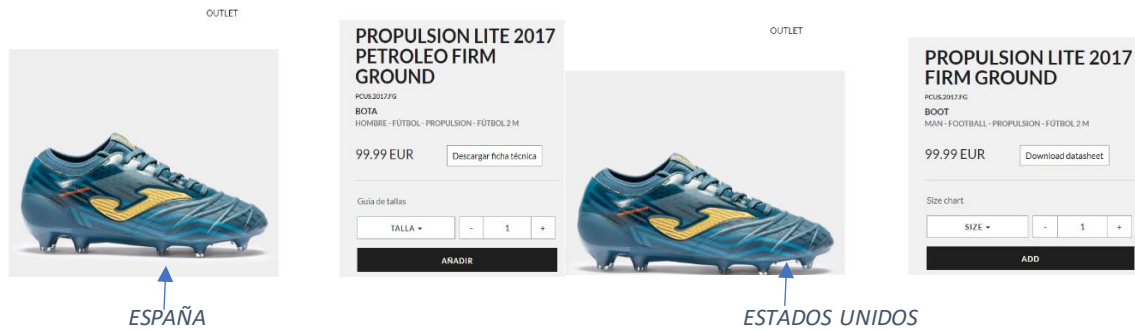 OUTLET
PROPULSION LITE 2017
PETROLEO FIRM
GROUND
PCUS.2017.FG
BOTA
HOMBRE - FÚTBOL - PROPULSION - FÚTBOL 2 M
99.99 EUR
Descargar ficha técnica
Guía de tallas
TALLA
- 1 +
AÑADIR
ESPAÑA
OUTLET
PROPULSION LITE 2017
FIRM GROUND
PCUS.2017.FG
BOOT
MAN - FOOTBALL - PROPULSION - FÚTBOL 2 M
99.99 EUR
Download datasheet
Size chart
SIZE
- 1 +
ADD
ESTADOS UNIDOS